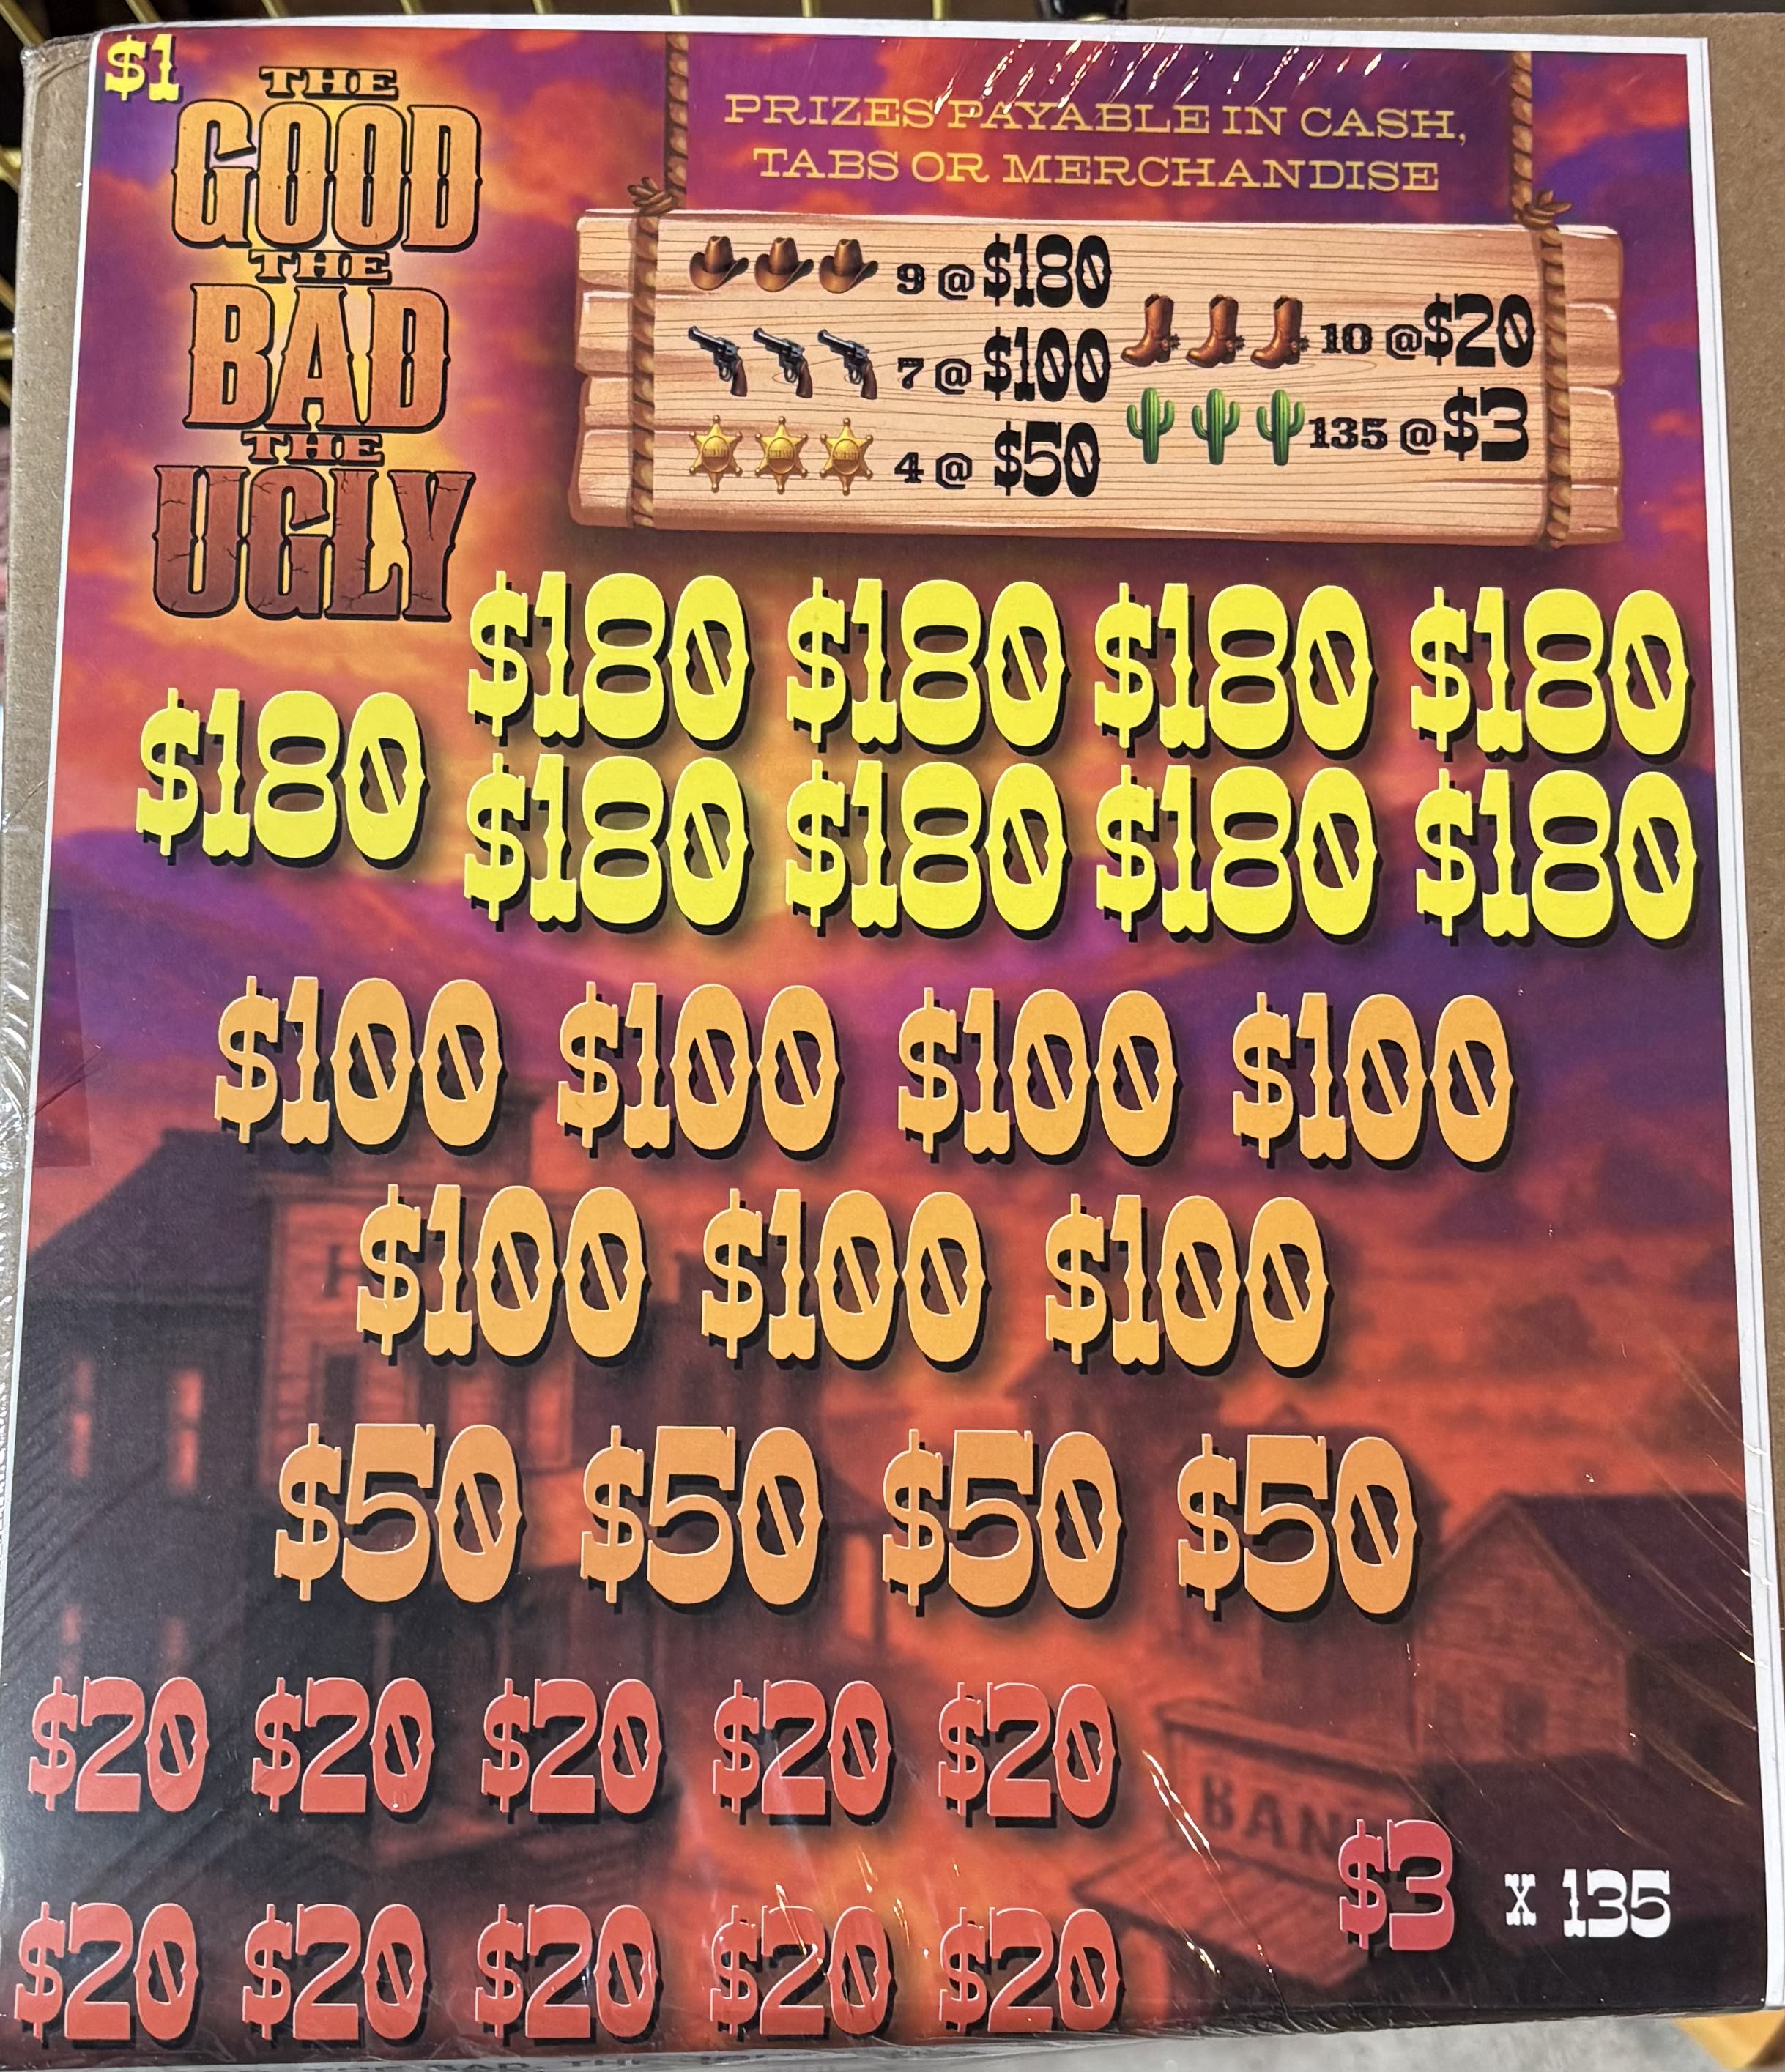 $1
THE
GOOD
THE
BAD
THE
UGLY
PRIZES PAYABLE IN CASH,
TABS OR MERCHANDISE
9 @ $180
7 @ $100
4 @ $50
10 @ $20
135 @ $3
$180 $180 $180 $180
$180
$180 $180 $180 $180
$100 $100 $100 $100
$100 $100 $100
$50 $50 $50 $50
$20 $20 $20 $20 $20
BAN
$3 X 135
$20 $20 $20 $20 $20